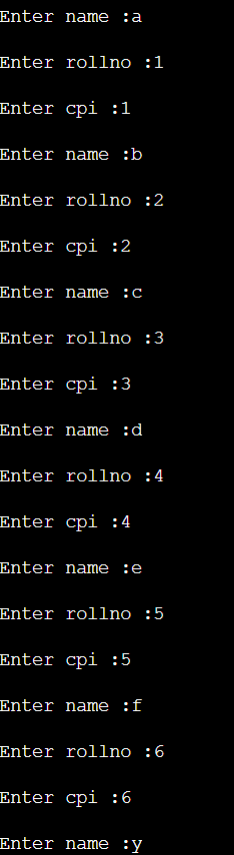 Enter name :a
Enter rollno :1
Enter cpi :1
Enter name :b
Enter rollno :2
Enter cpi :2
Enter name :c
Enter rollno :3
Enter cpi :3
Enter name :d
Enter rollno :4
Enter cpi :4
Enter name :e
Enter rollno :5
Enter cpi :5
Enter name :f
Enter rollno :6
Enter cpi :6
Enter name :y